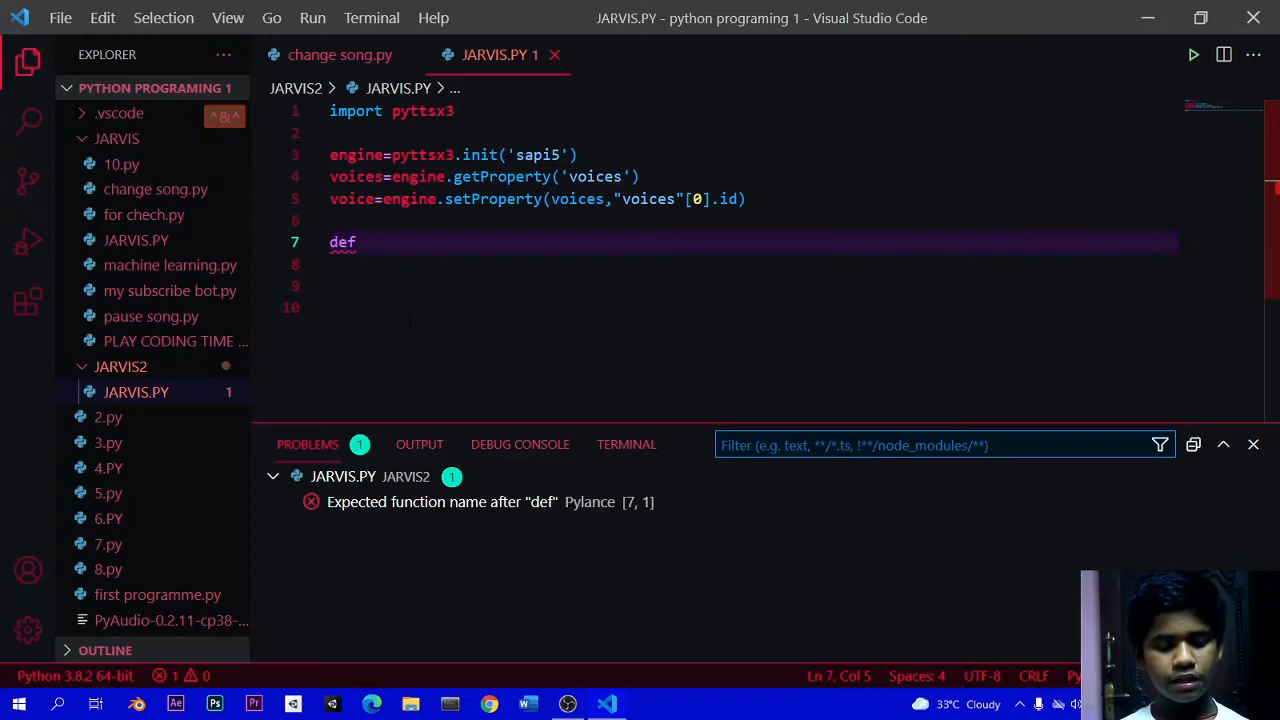 File Edit Selection View Go Run Terminal Help
JARVIS.PY - python programing 1 - Visual Studio Code
EXPLORER ...
PYTHON PROGRAMING 1
.vscode
^&^
JARVIS
10.py
change song.py
for chech.py
JARVIS.PY
machine learning.py
my subscribe bot.py
pause song.py
PLAY CODING TIME ...
JARVIS2
JARVIS.PY 1
2.py
3.py
4.PY
5.py
6.PY
7.py
8.py
first programme.py
PyAudio-0.2.11-cp38-...
OUTLINE
change song.py JARVIS.PY 1
JARVIS2 > JARVIS.PY > ...
1 import pyttsx3
2
3 engine=pyttsx3.init('sapi5')
4 voices=engine.getProperty('voices')
5 voice=engine.setProperty(voices,"voices"[0].id)
6
7 def
8
9
10
PROBLEMS 1 OUTPUT DEBUG CONSOLE TERMINAL
Filter (e.g. text, **/*.ts, !**/node_modules/**)
JARVIS.PY JARVIS2 1
Expected function name after "def" Pylance [7, 1]
Python 3.8.2 64-bit 1 0
Ln 7, Col 5 Spaces: 4 UTF-8 CRLF Py
Ae Ps Pr
33°C Cloudy